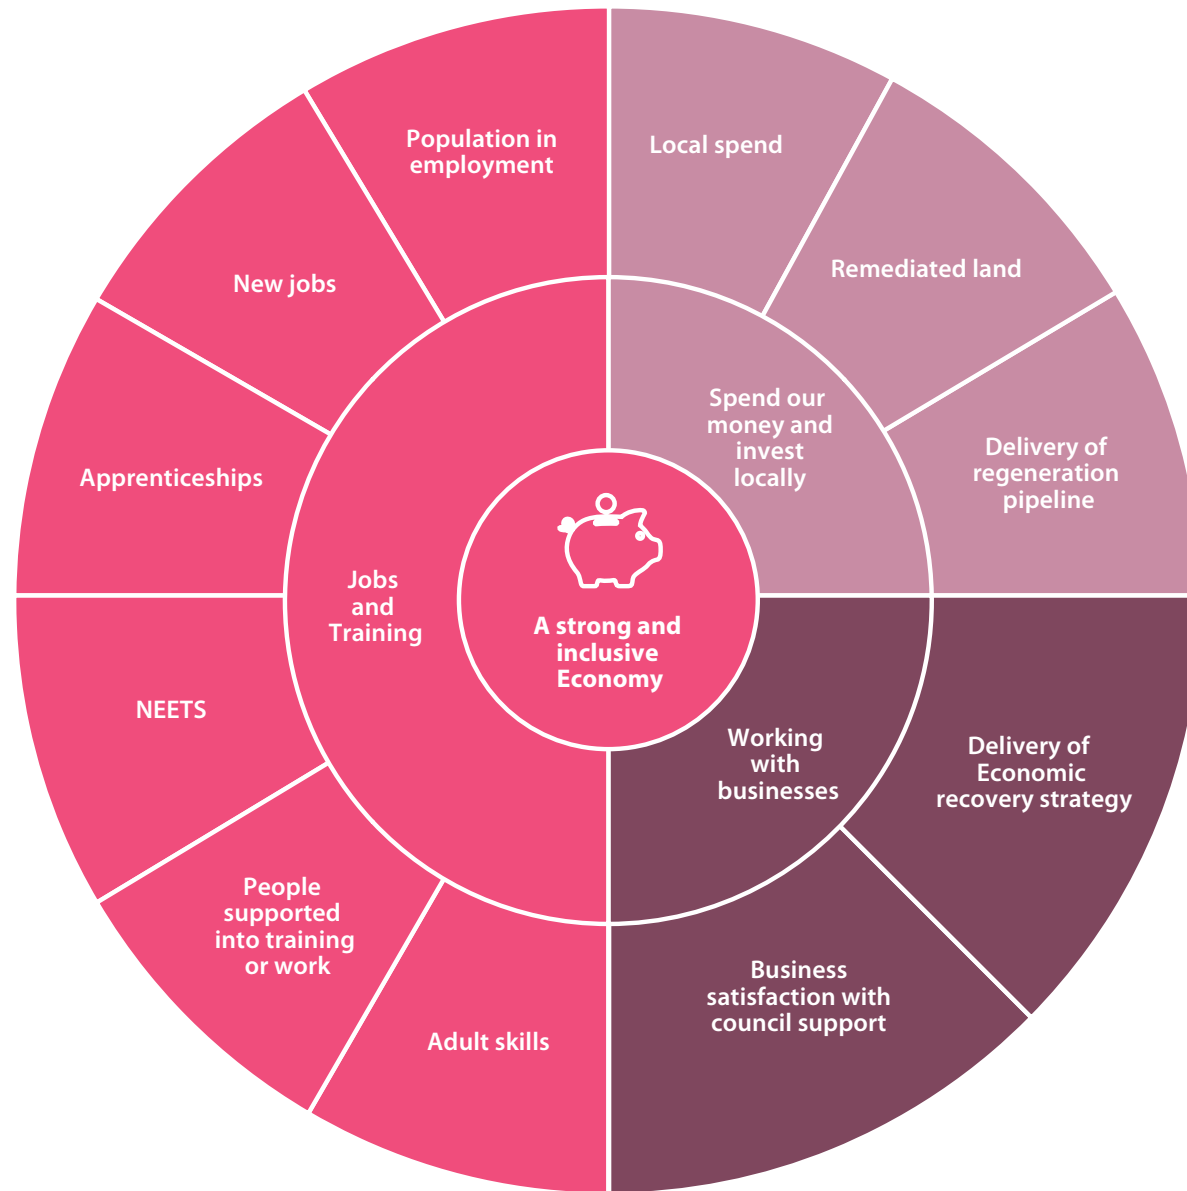 Population in
employment
Local spend
New jobs
Remediated land
Apprenticeships
Spend our
money and
invest
locally
Delivery of
regeneration
pipeline
Jobs
and
Training
A strong and
inclusive
Economy
NEETS
Working
with
businesses
Delivery of
Economic
recovery strategy
People
supported
into training
or work
Business
satisfaction with
council support
Adult skills